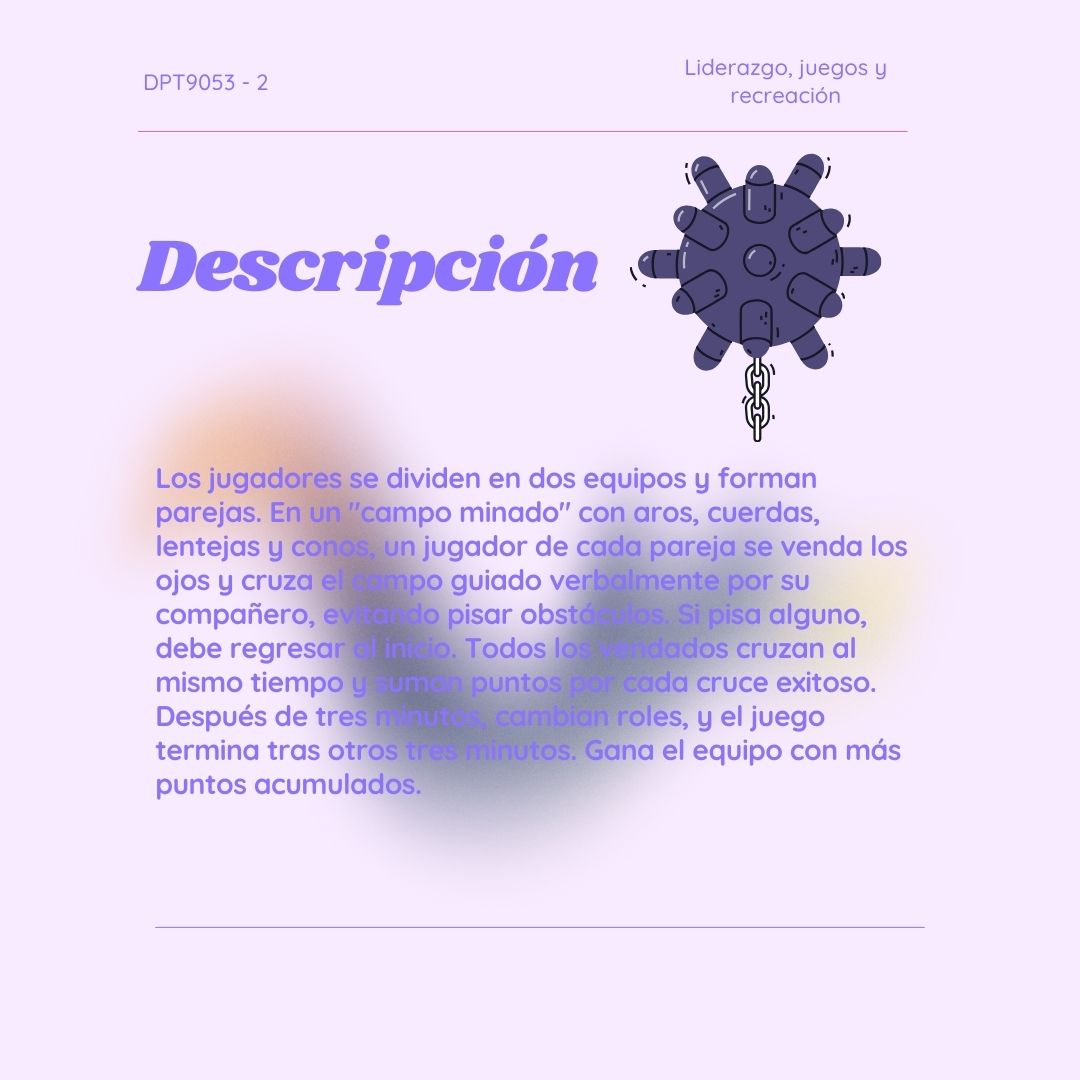 DPT9053 - 2
Liderazgo, juegos y
recreación
Descripción
Los jugadores se dividen en dos equipos y forman
parejas. En un "campo minado" con aros, cuerdas,
lentejas y conos, un jugador de cada pareja se venda los
ojos y cruza el campo guiado verbalmente por su
compañero, evitando pisar obstáculos. Si pisa alguno,
debe regresar al inicio. Todos los vendados cruzan al
mismo tiempo y suman puntos por cada cruce exitoso.
Después de tres minutos, cambian roles, y el juego
termina tras otros tres minutos. Gana el equipo con más
puntos acumulados.